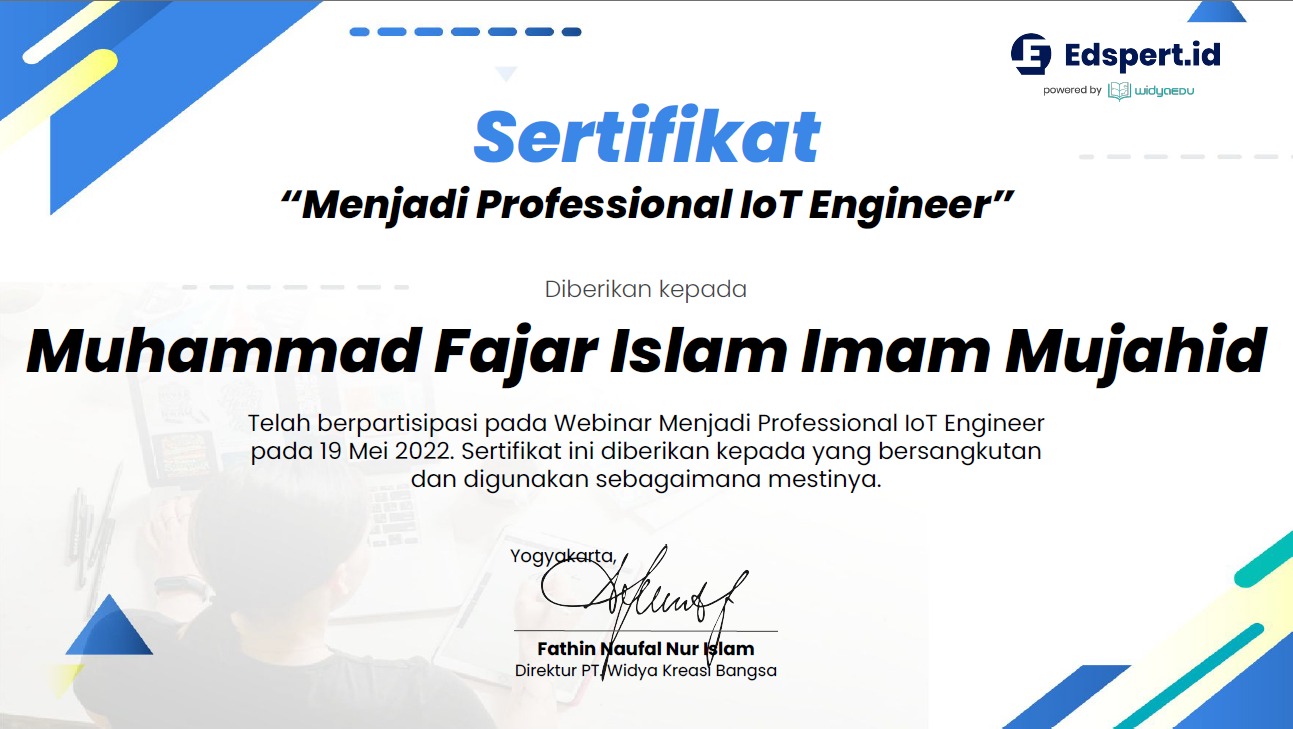 Edspert.id
powered by widyaedu
Sertifikat
“Menjadi Professional IoT Engineer”
Diberikan kepada
Muhammad Fajar Islam Imam Mujahid
Telah berpartisipasi pada Webinar Menjadi Professional IoT Engineer
pada 19 Mei 2022. Sertifikat ini diberikan kepada yang bersangkutan
dan digunakan sebagaimana mestinya.
Yogyakarta,
Fathin Naufal Nur Islam
Direktur PT. Widya Kreasi Bangsa